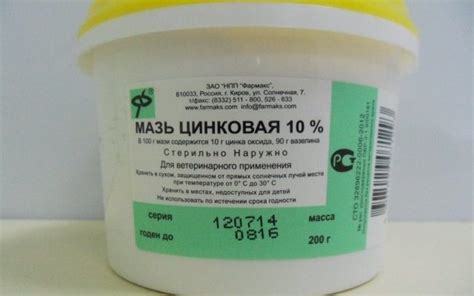 ЗАО "НПП "Фармакс"
610033, Россия, г. Киров, ул. Солнечная, 7.
т/факс: (8332) 511 - 800, 526 - 633
www.farmaks.com info@farmaks.com
МАЗЬ ЦИНКОВАЯ 10 %
В 100 г мази содержится 10 г цинка оксида, 90 г вазелина
Стерильно Наружно
Для ветеринарного применения
Хранить в сухом, защищенном от прямых солнечных лучей месте
при температуре от 0° С до 30° С
Хранить в местах, недоступных для детей
Не использовать по истечении срока годности
серия 120714 масса
годен до 0816 200 г